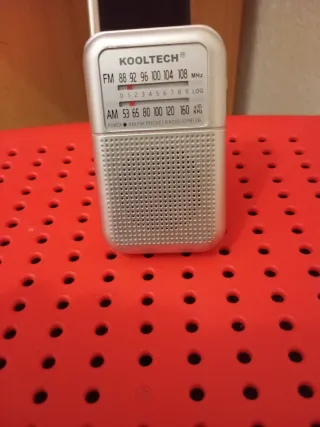 KOOLTECH®
FM 88 92 96 100 104 108 MHz
0 1 2 3 4 5 6 7 8 9 LOG
AM 53 65 80 100 120 160 x10 KHz
POWER